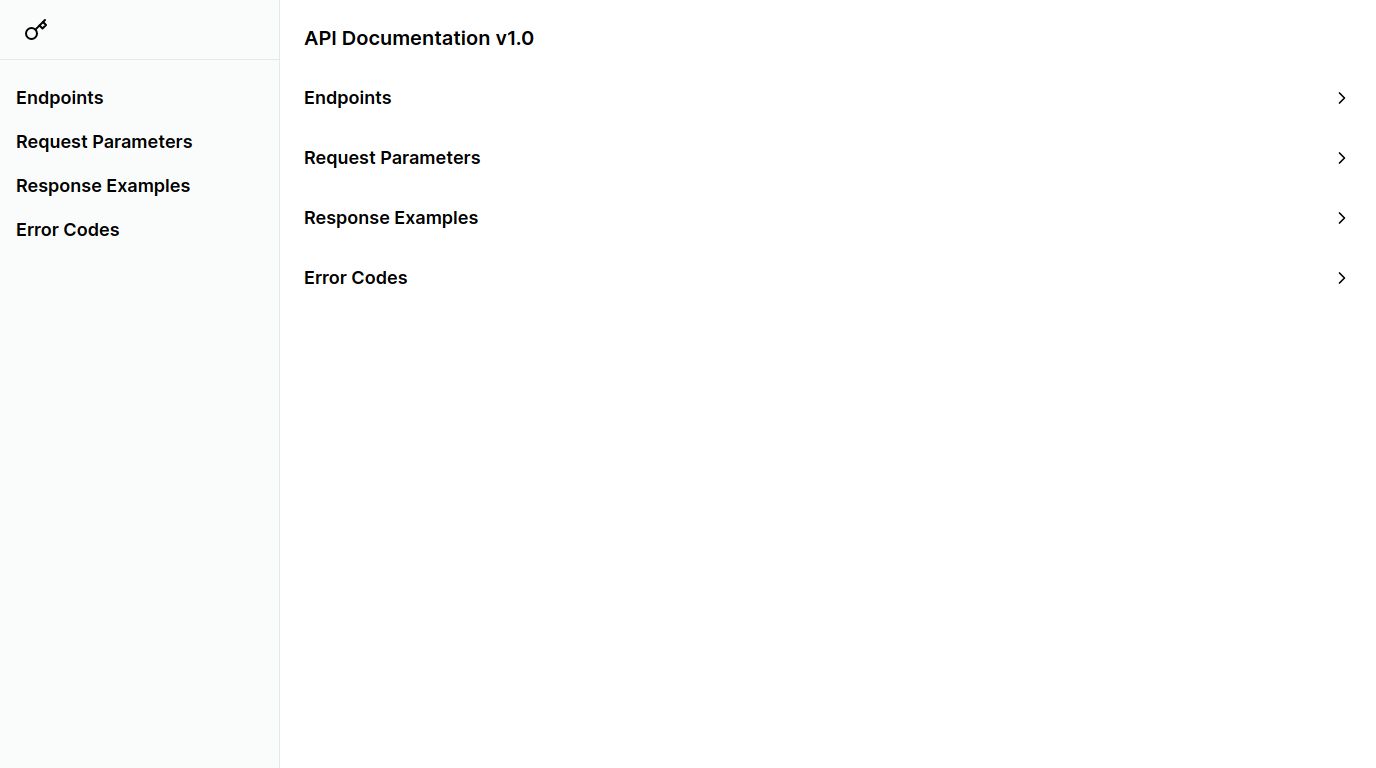 Endpoints
Request Parameters
Response Examples
Error Codes
API Documentation v1.0
Endpoints
Request Parameters
Response Examples
Error Codes